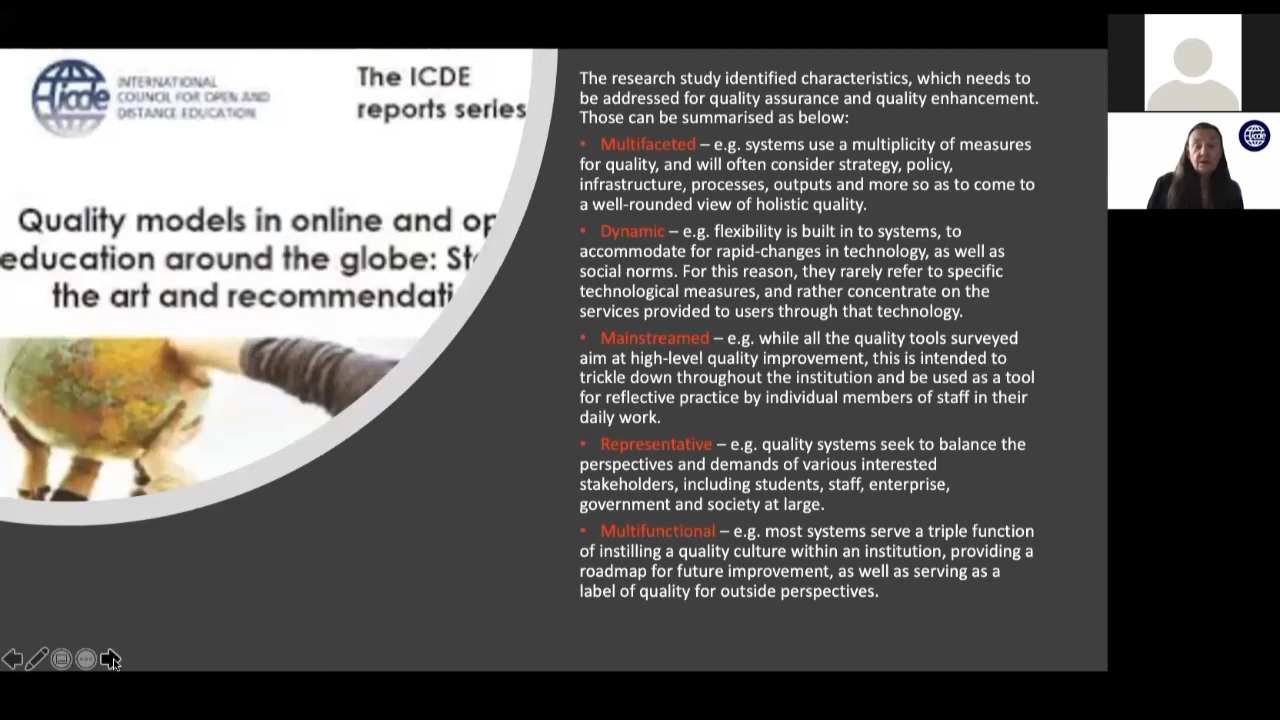 INTERNATIONAL
COUNCIL FOR OPEN AND
DISTANCE EDUCATION
icde
The ICDE
reports series
Quality models in online and op
education around the globe: St
the art and recommendati
The research study identified characteristics, which needs to
be addressed for quality assurance and quality enhancement.
Those can be summarised as below:
• Multifaceted – e.g. systems use a multiplicity of measures
for quality, and will often consider strategy, policy,
infrastructure, processes, outputs and more so as to come to
a well-rounded view of holistic quality.
• Dynamic – e.g. flexibility is built in to systems, to
accommodate for rapid-changes in technology, as well as
social norms. For this reason, they rarely refer to specific
technological measures, and rather concentrate on the
services provided to users through that technology.
• Mainstreamed – e.g. while all the quality tools surveyed
aim at high-level quality improvement, this is intended to
trickle down throughout the institution and be used as a tool
for reflective practice by individual members of staff in their
daily work.
• Representative – e.g. quality systems seek to balance the
perspectives and demands of various interested
stakeholders, including students, staff, enterprise,
government and society at large.
• Multifunctional – e.g. most systems serve a triple function
of instilling a quality culture within an institution, providing a
roadmap for future improvement, as well as serving as a
label of quality for outside perspectives.
icde